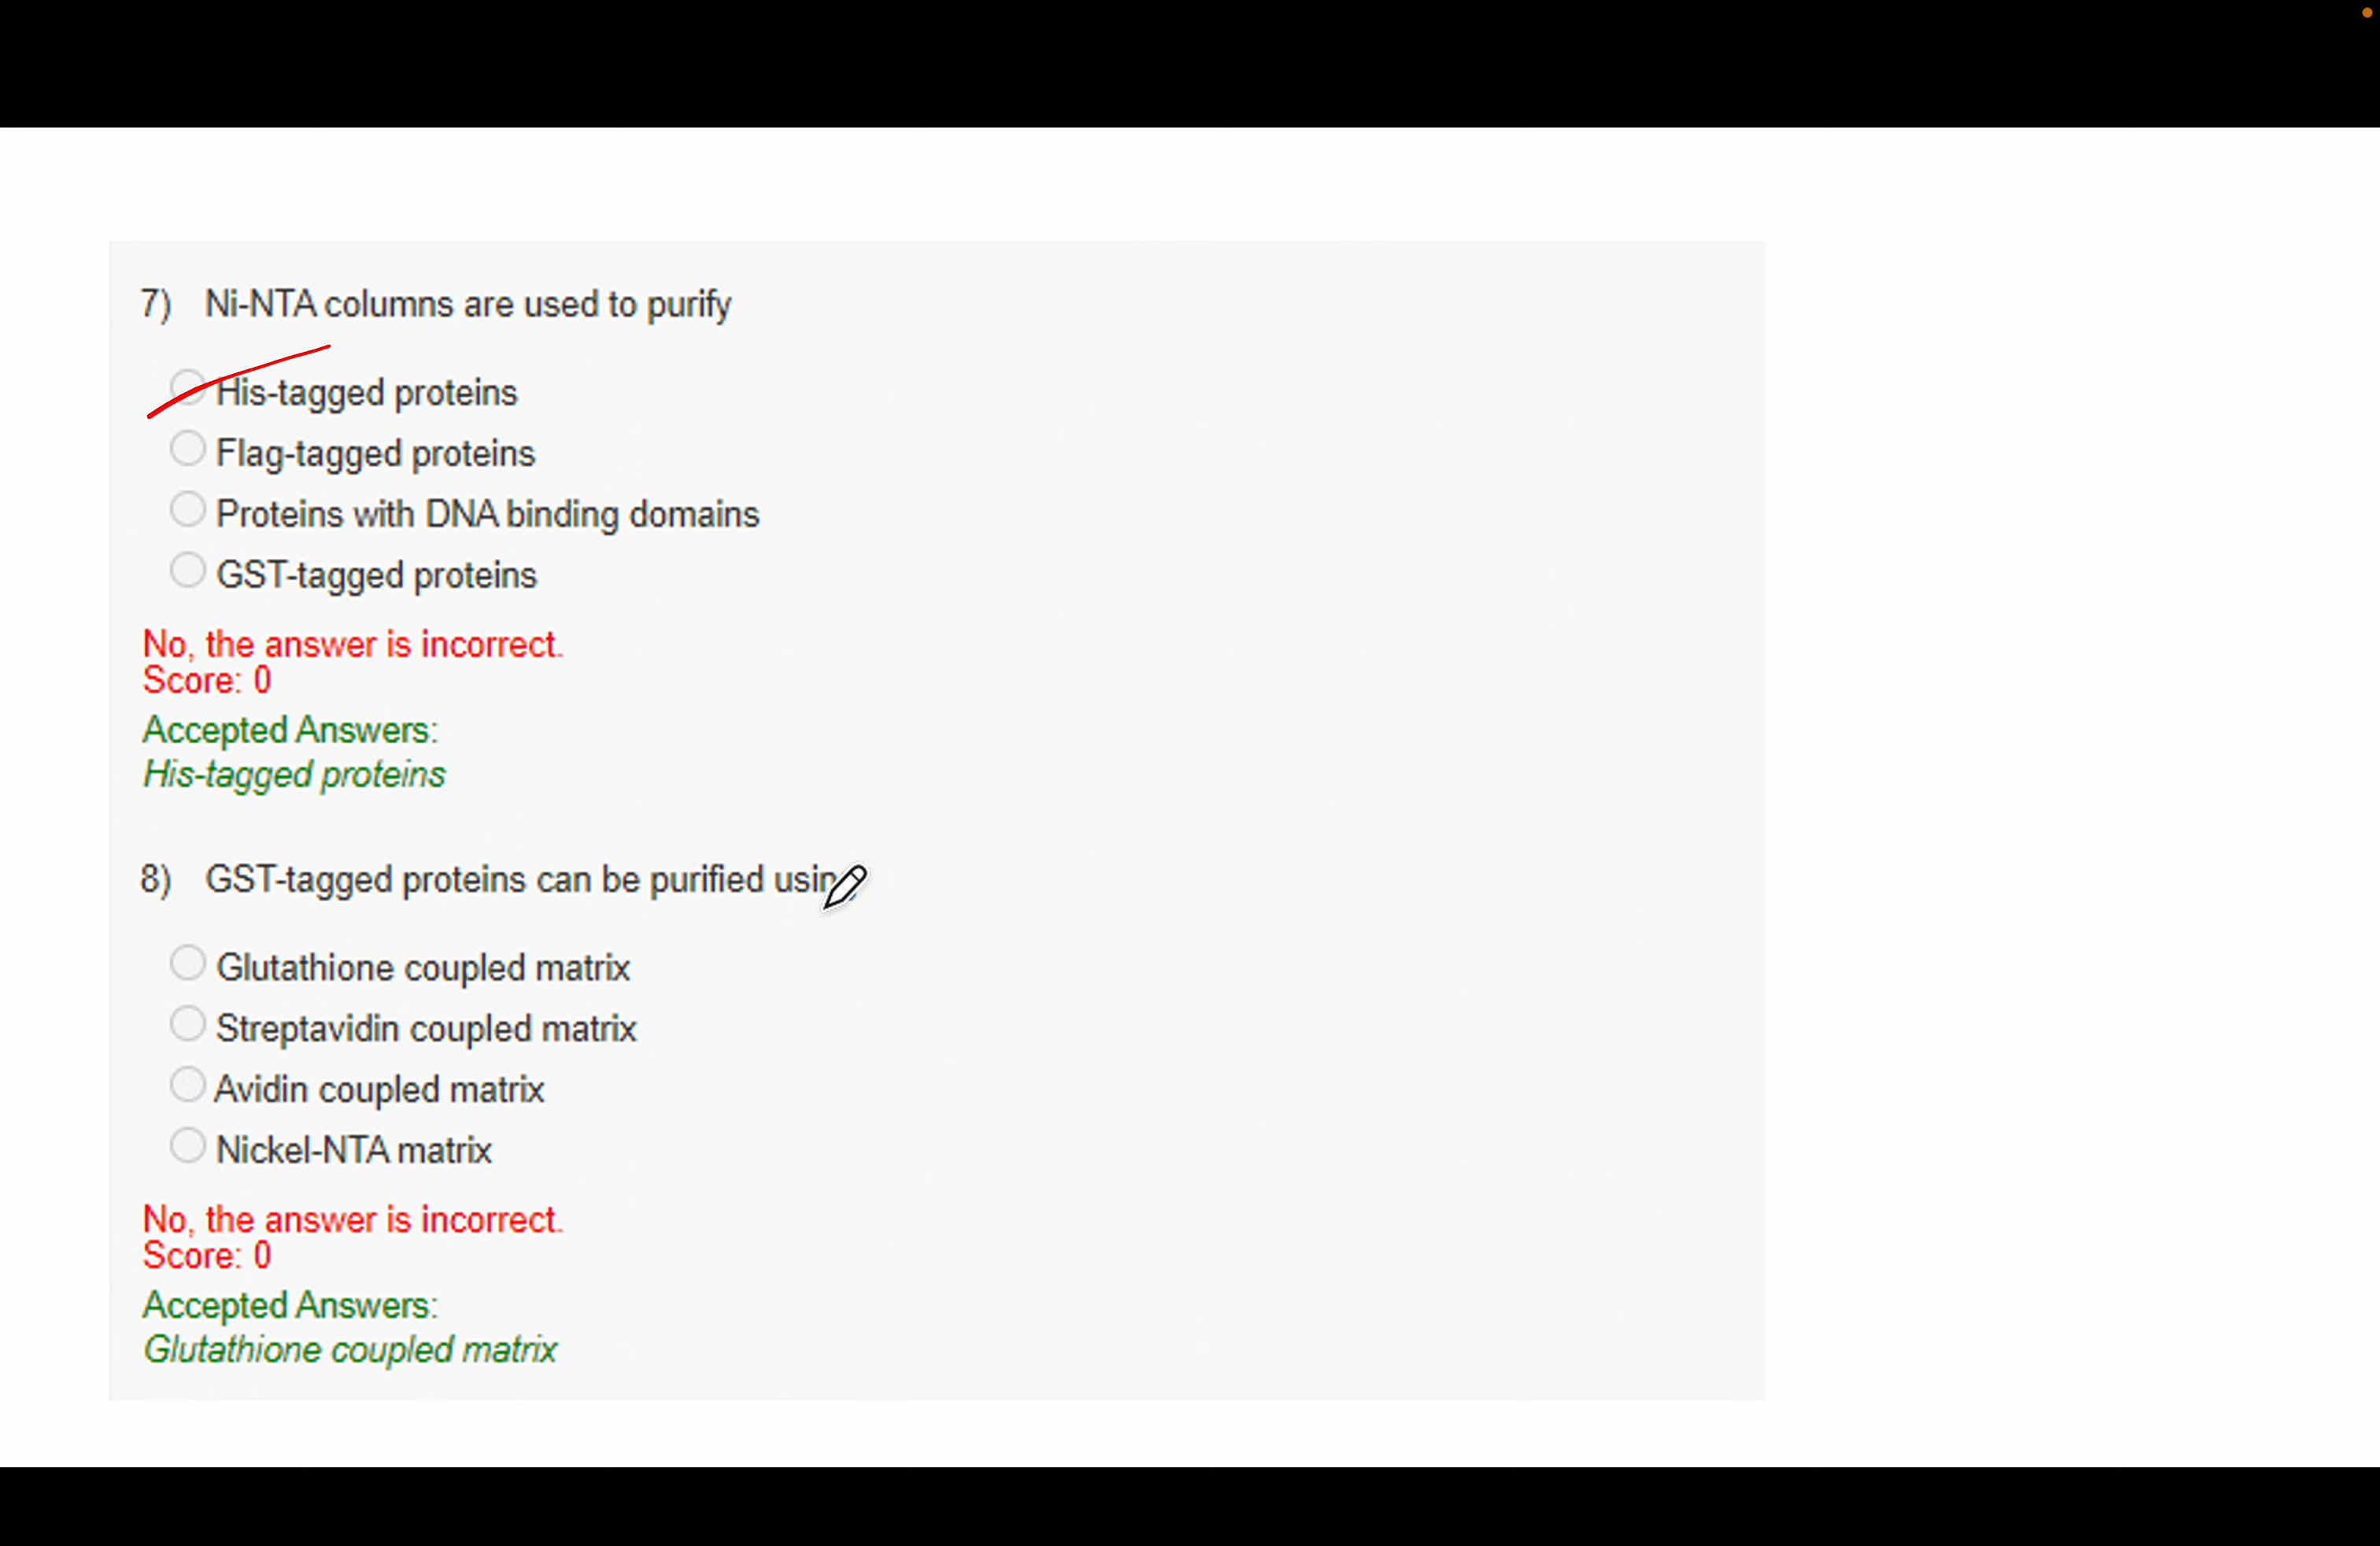 7) Ni-NTA columns are used to purify
His-tagged proteins
Flag-tagged proteins
Proteins with DNA binding domains
GST-tagged proteins
No, the answer is incorrect.
Score: 0
Accepted Answers:
His-tagged proteins
8) GST-tagged proteins can be purified using
Glutathione coupled matrix
Streptavidin coupled matrix
Avidin coupled matrix
Nickel-NTA matrix
No, the answer is incorrect.
Score: 0
Accepted Answers:
Glutathione coupled matrix